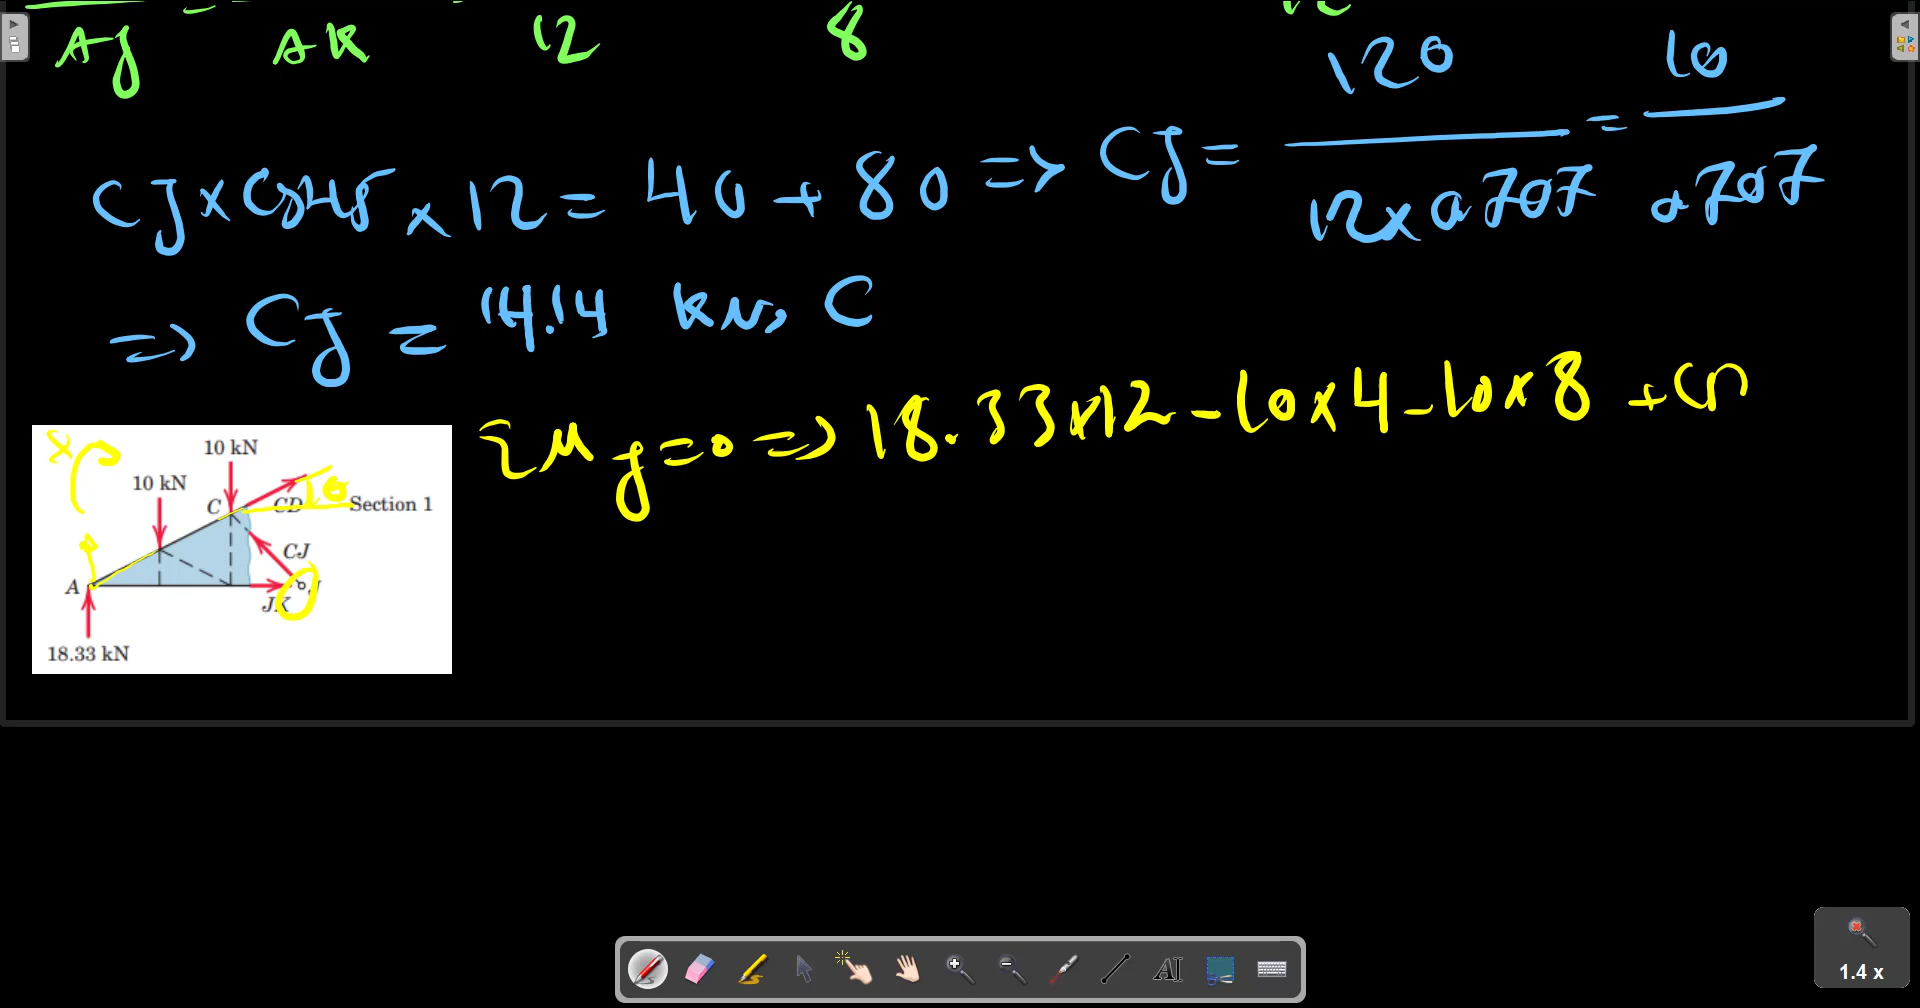 AJ AK 12 8
CJ x Cos45 x 12 = 40 + 80 => CJ = 120 / 12 x 0.707 = 10 / 0.707
=> CJ = 14.14 kN, C
ΣM J = 0 => 18.33 x 12 - 10 x 4 - 10 x 8 +
10 kN
10 kN
C CD θ Section 1
CJ
A J
JK
18.33 kN
AI
1.4 x